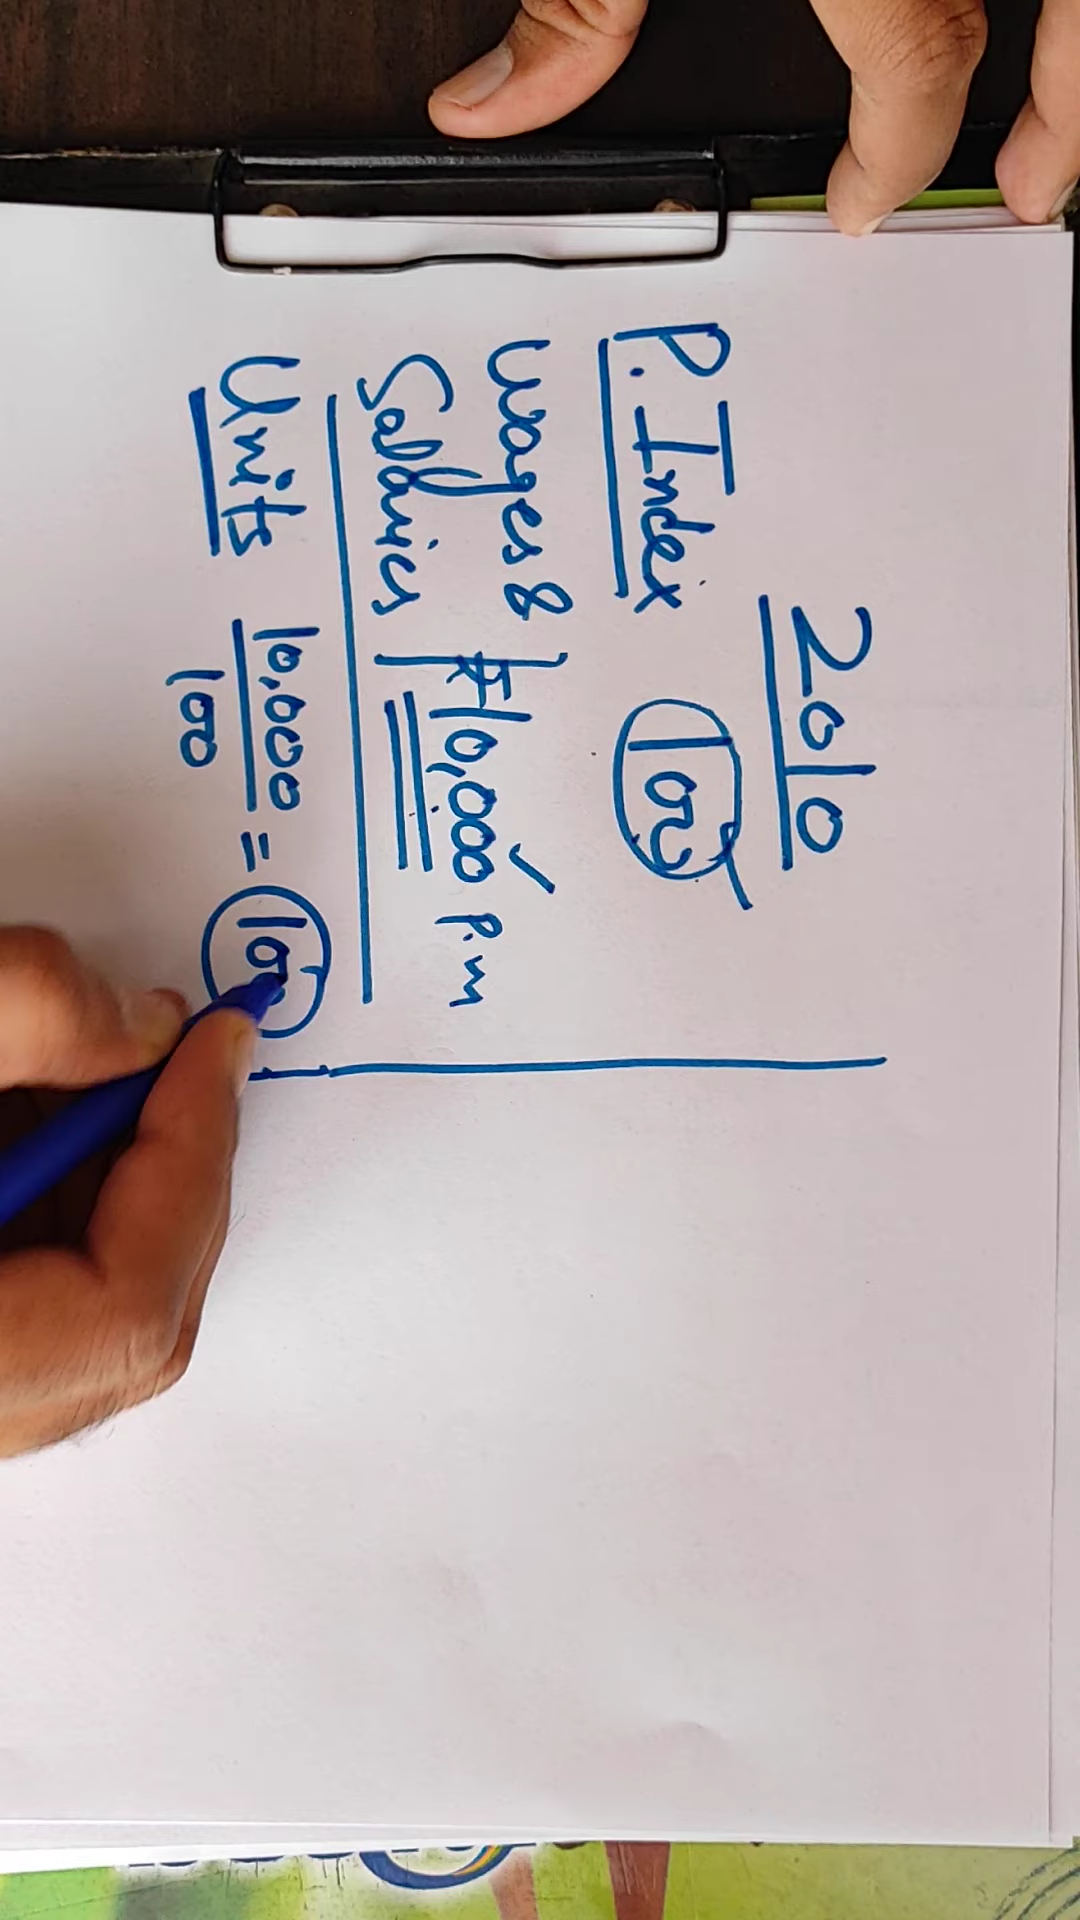 2010
P. Index 100
Wages &
Salaries ₹10,000 P.m
Units 10,000
100
= 100